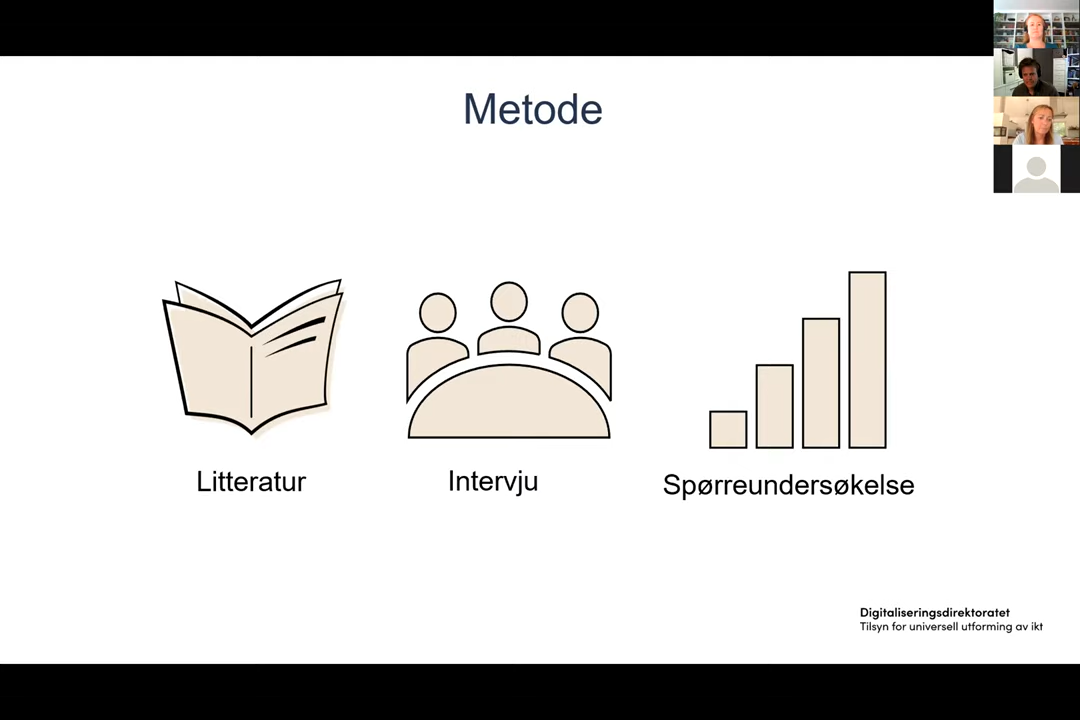 Metode
Litteratur
Intervju
Spørreundersøkelse
Digitaliseringsdirektoratet
Tilsyn for universell utforming av ikt